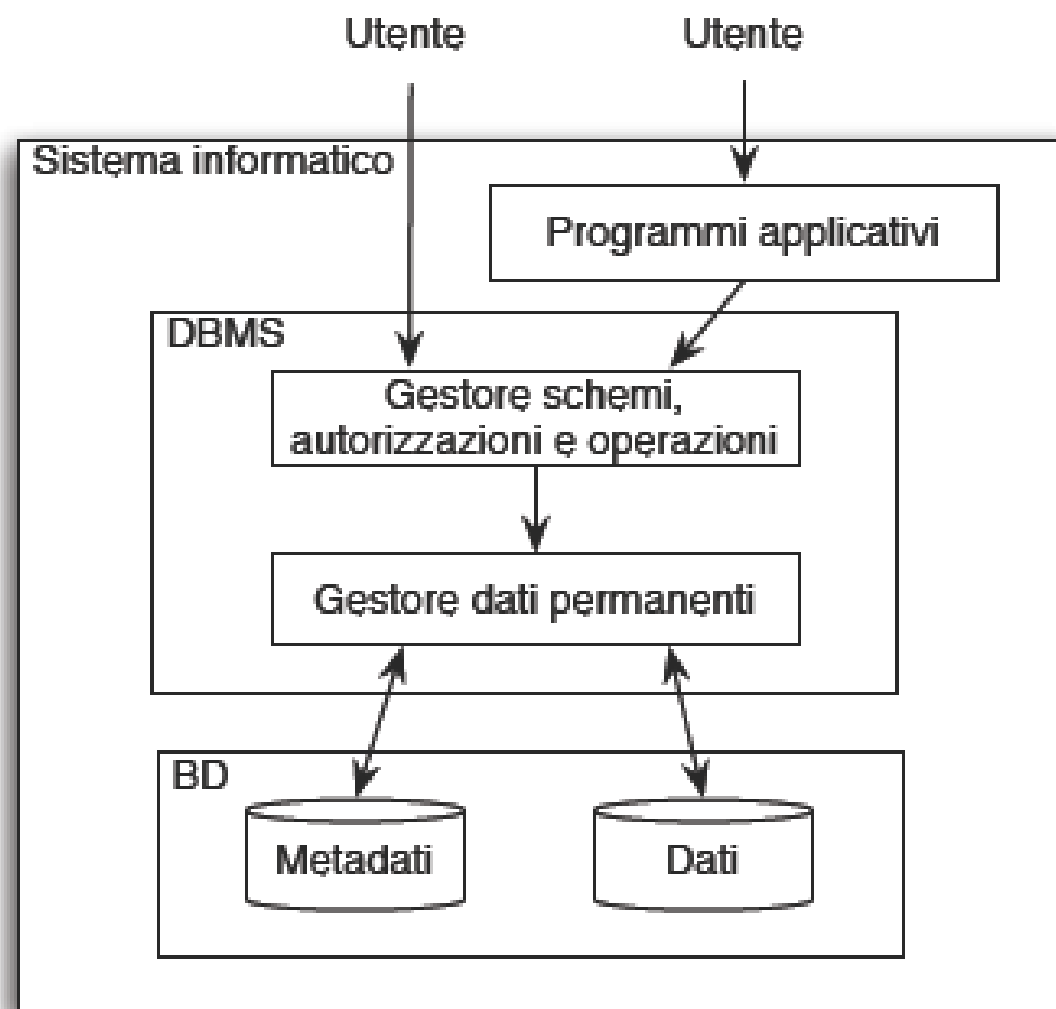 Utente
Utente
Sistema informatico
Programmi applicativi
DBMS
Gestore schemi,
autorizzazioni e operazioni
Gestore dati permanenti
BD
Metadati
Dati